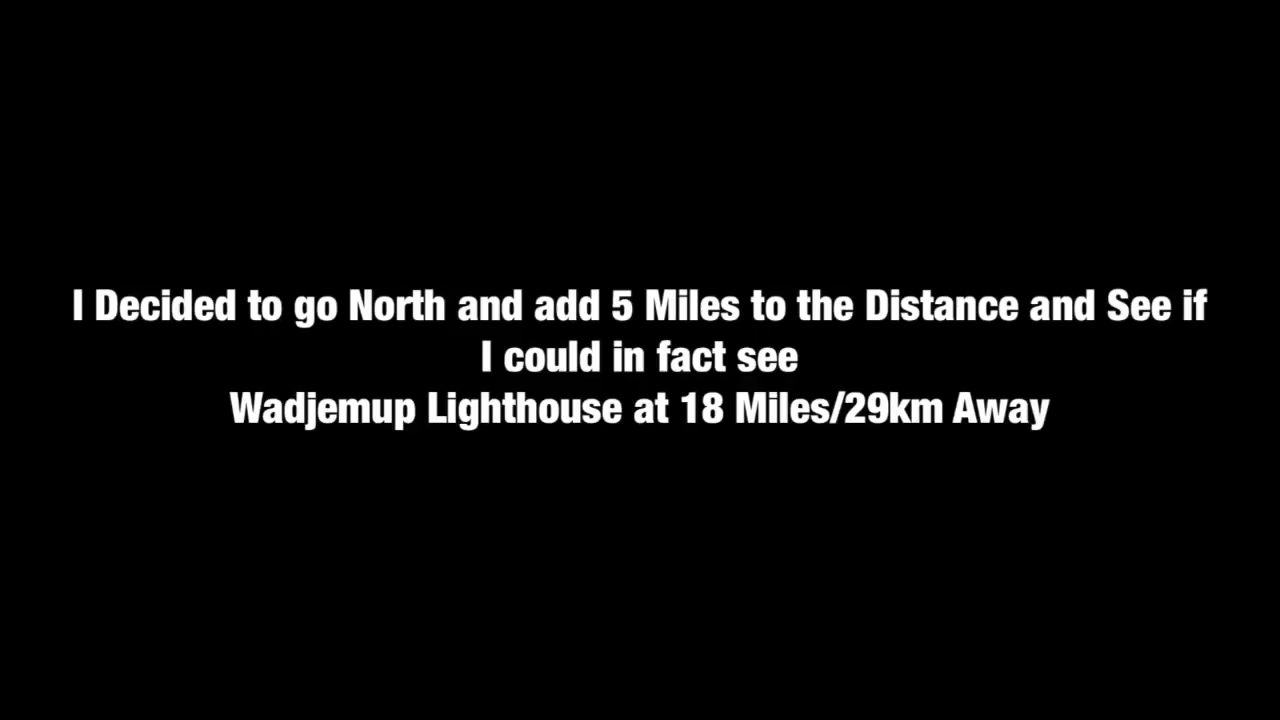 I Decided to go North and add 5 Miles to the Distance and See if
I could in fact see
Wadjemup Lighthouse at 18 Miles/29km Away